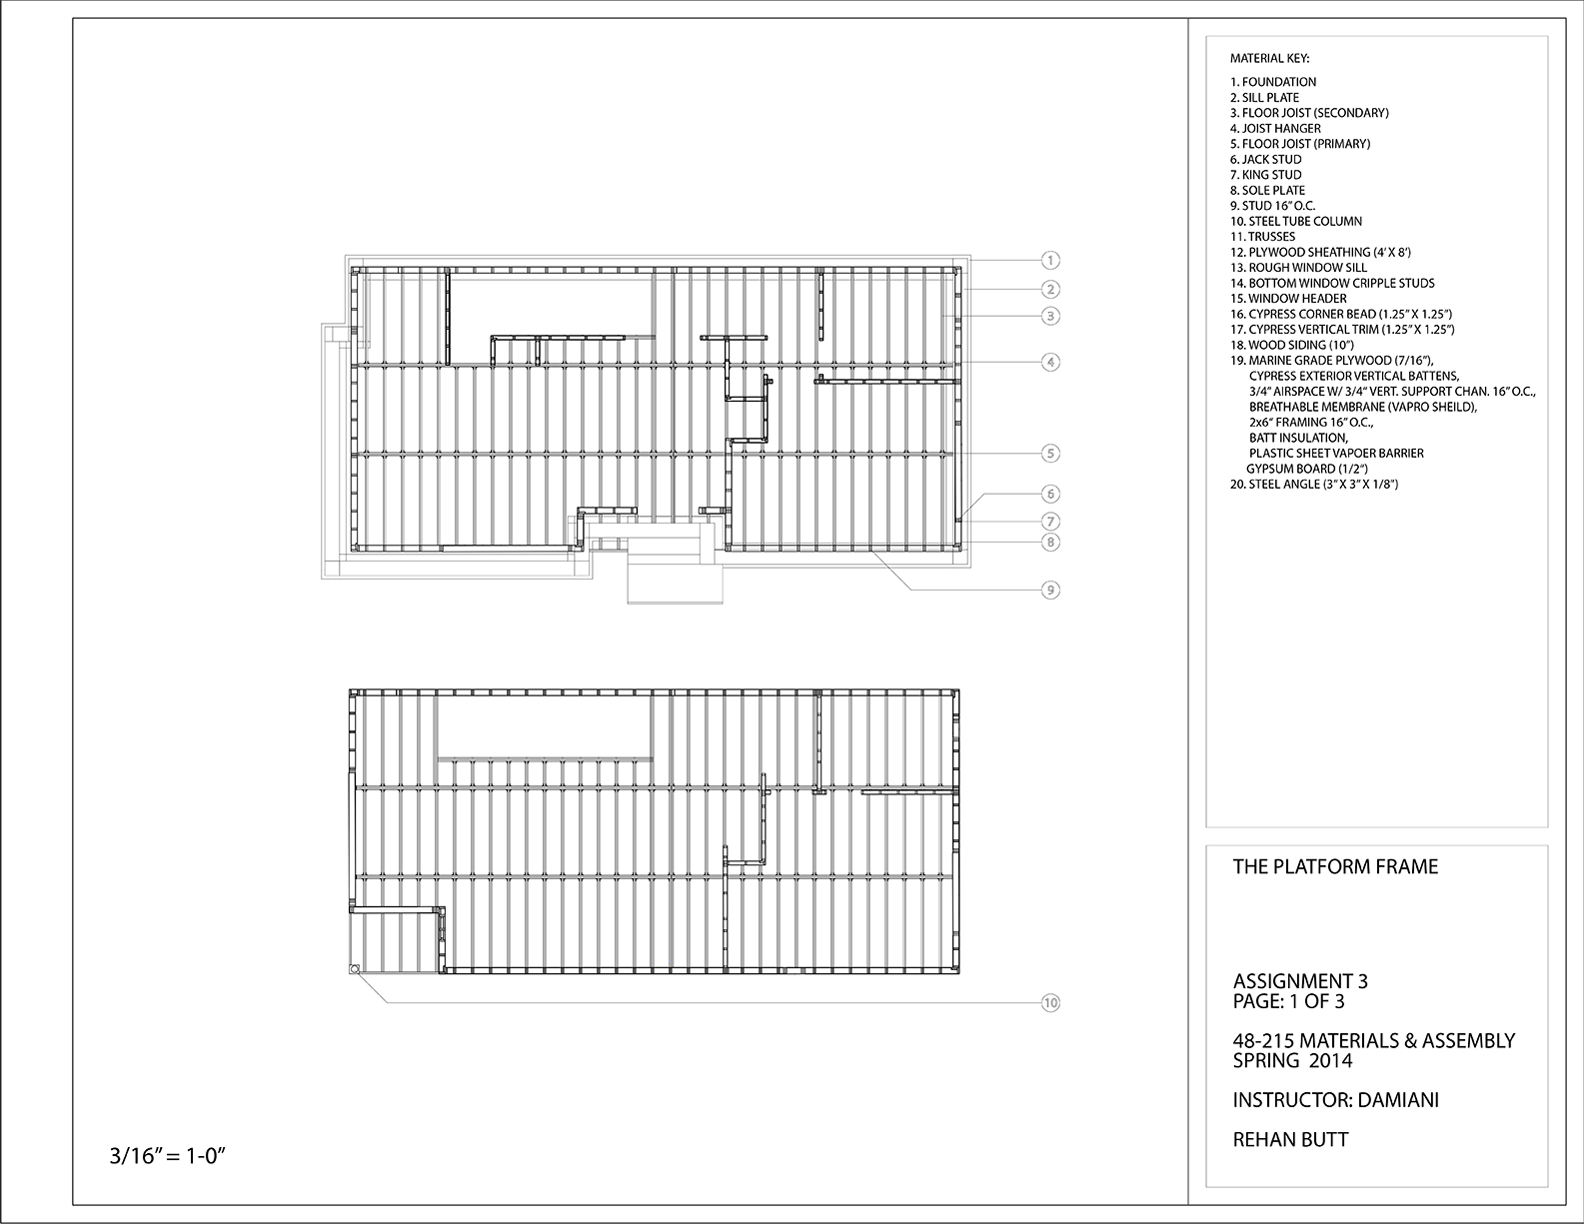 MATERIAL KEY:
1. FOUNDATION
2. SILL PLATE
3. FLOOR JOIST (SECONDARY)
4. JOIST HANGER
5. FLOOR JOIST (PRIMARY)
6. JACK STUD
7. KING STUD
8. SOLE PLATE
9. STUD 16” O.C.
10. STEEL TUBE COLUMN
11. TRUSSES
12. PLYWOOD SHEATHING (4’ X 8’)
13. ROUGH WINDOW SILL
14. BOTTOM WINDOW CRIPPLE STUDS
15. WINDOW HEADER
16. CYPRESS CORNER BEAD (1.25” X 1.25”)
17. CYPRESS VERTICAL TRIM (1.25” X 1.25”)
18. WOOD SIDING (10”)
19. MARINE GRADE PLYWOOD (7/16”),
CYPRESS EXTERIOR VERTICAL BATTENS,
3/4” AIRSPACE W/ 3/4” VERT. SUPPORT CHAN. 16” O.C.,
BREATHABLE MEMBRANE (VAPRO SHEILD),
2x6” FRAMING 16” O.C.,
BATT INSULATION,
PLASTIC SHEET VAPOER BARRIER
GYPSUM BOARD (1/2”)
20. STEEL ANGLE (3” X 3” X 1/8”)
1
2
3
4
5
6
7
8
9
10
THE PLATFORM FRAME
ASSIGNMENT 3
PAGE: 1 OF 3
48-215 MATERIALS & ASSEMBLY
SPRING 2014
INSTRUCTOR: DAMIANI
REHAN BUTT
3/16” = 1-0”